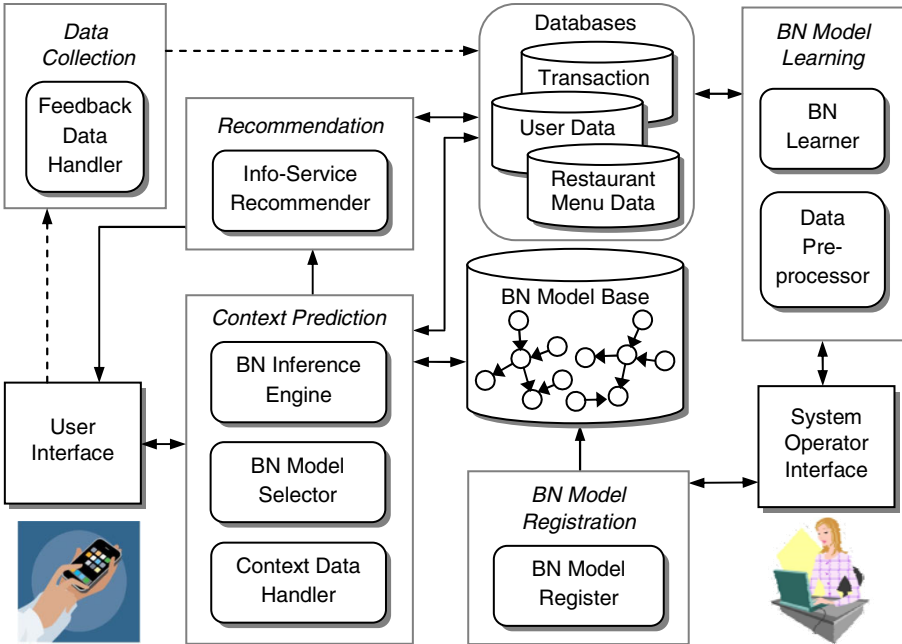 Data
Collection
Feedback
Data
Handler
Recommendation
Info-Service
Recommender
Databases
Transaction
User Data
Restaurant
Menu Data
BN Model
Learning
BN
Learner
Data
Pre-
processor
Context Prediction
BN Inference
Engine
BN Model
Selector
Context Data
Handler
BN Model Base
User
Interface
System
Operator
Interface
BN Model
Registration
BN Model
Register